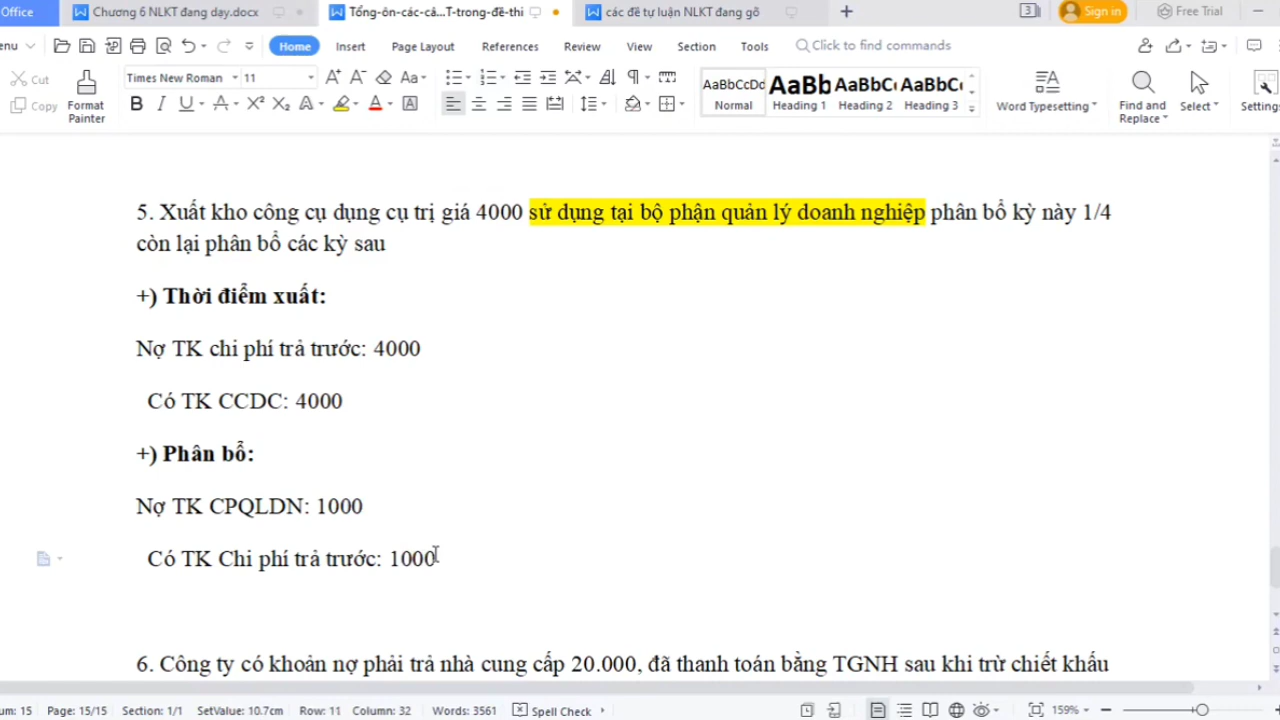 Office
Chương 6 NLKT đang dạy.docx
Tổng-ôn-các-câ...T-trong-đề-thi
các đề tự luận NLKT đang gõ
3
Sign in
Free Trial
enu
Home
Insert
Page Layout
References
Review
View
Section
Tools
Click to find commands
Cut
Copy
Format
Painter
Times New Roman
11
AaBbCcDd
Normal
AaBb
Heading 1
AaBbC
Heading 2
AaBbC
Heading 3
Word Typesetting
Find and
Replace
Select
Settings
5. Xuất kho công cụ dụng cụ trị giá 4000 sử dụng tại bộ phận quản lý doanh nghiệp phân bổ kỳ này 1/4
còn lại phân bổ các kỳ sau
+) Thời điểm xuất:
Nợ TK chi phí trả trước: 4000
Có TK CCDC: 4000
+) Phân bổ:
Nợ TK CPQLDN: 1000
Có TK Chi phí trả trước: 1000
6. Công ty có khoản nợ phải trả nhà cung cấp 20.000, đã thanh toán bằng TGNH sau khi trừ chiết khấu
um: 15
Page: 15/15
Section: 1/1
SetValue: 10.7cm
Row: 11
Column: 32
Words: 3561
Spell Check
159%